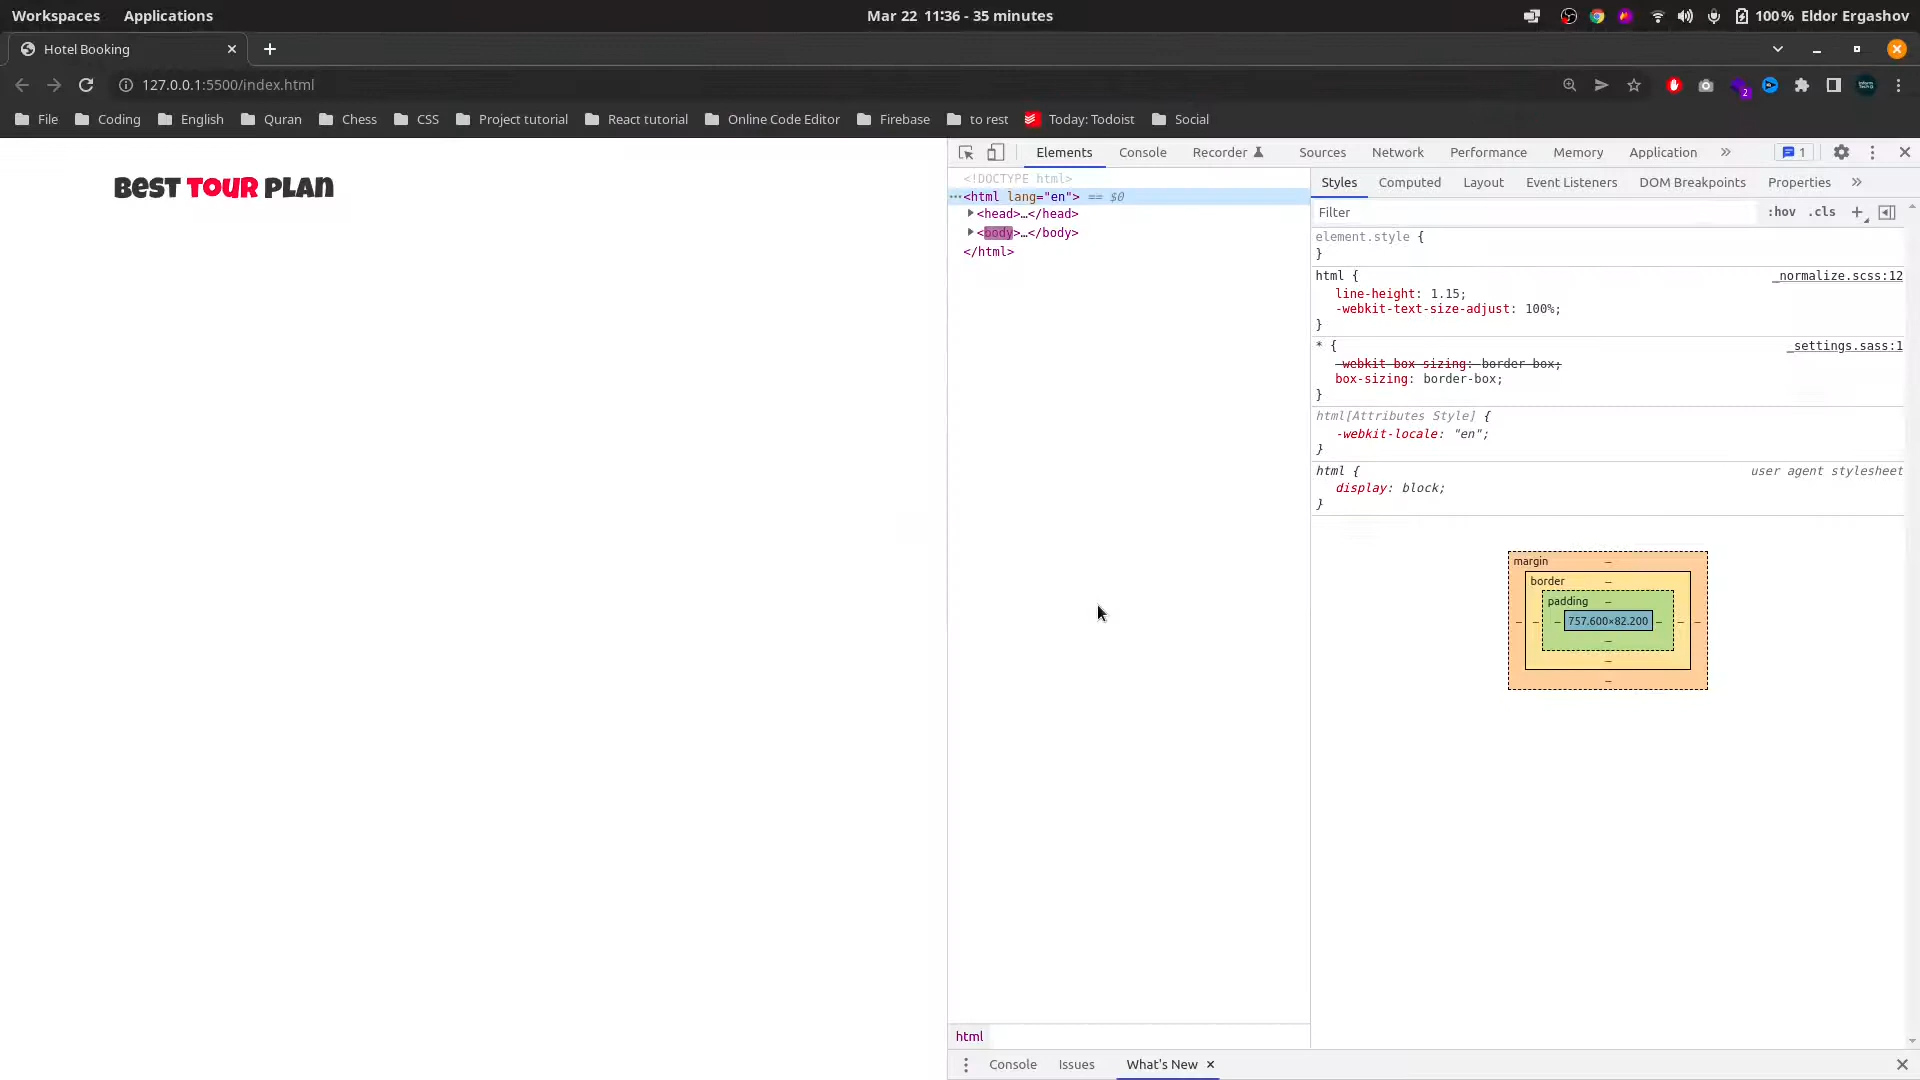 Workspaces Applications Mar 22 11:36 - 35 minutes 100% Eldor Ergashov
Hotel Booking
127.0.0.1:5500/index.html
2
File Coding English Quran Chess CSS Project tutorial React tutorial Online Code Editor Firebase to rest Today: Todoist Social
BEST TOUR PLAN
Elements Console Recorder Sources Network Performance Memory Application » 1
<!DOCTYPE html>
<html lang="en"> == $0
<head>…</head>
<body>…</body>
</html>
Styles Computed Layout Event Listeners DOM Breakpoints Properties »
Filter :hov .cls +
element.style {
}
html { _normalize.scss:12
line-height: 1.15;
-webkit-text-size-adjust: 100%;
}
* { _settings.sass:1
-webkit-box-sizing: border-box;
box-sizing: border-box;
}
html[Attributes Style] {
-webkit-locale: "en";
}
html { user agent stylesheet
display: block;
}
margin –
border –
padding –
– – – 757.600×82.200 – – –
–
–
–
html
Console Issues What's New